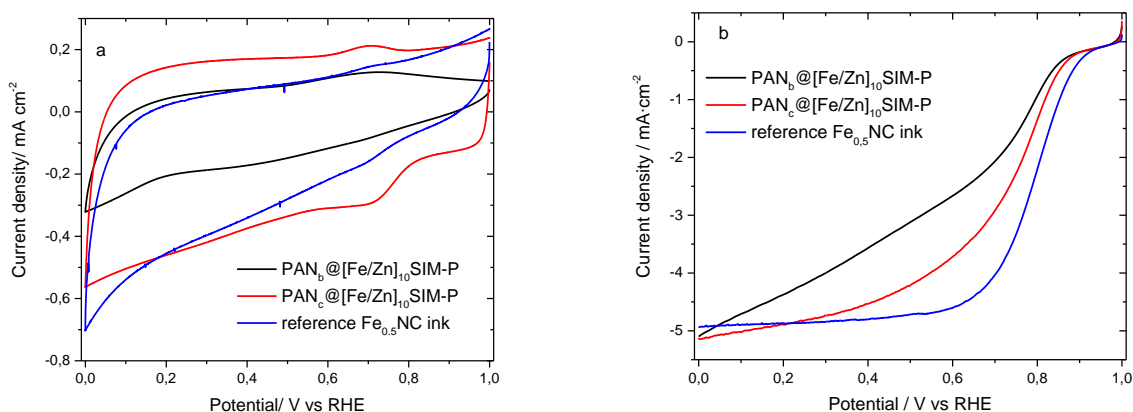 a
0,2
0,0
-0,2
-0,4
-0,6
-0,8
Current density/ mA cm⁻²
PAN_b@[Fe/Zn]₁₀SIM-P
PAN_c@[Fe/Zn]₁₀SIM-P
reference Fe₀.₅NC ink
0,0 0,2 0,4 0,6 0,8 1,0
Potential/ V vs RHE
b
0
-1
-2
-3
-4
-5
Current density / mA·cm⁻²
PAN_b@[Fe/Zn]₁₀SIM-P
PAN_c@[Fe/Zn]₁₀SIM-P
reference Fe₀,₅NC ink
0,0 0,2 0,4 0,6 0,8 1,0
Potential / V vs RHE